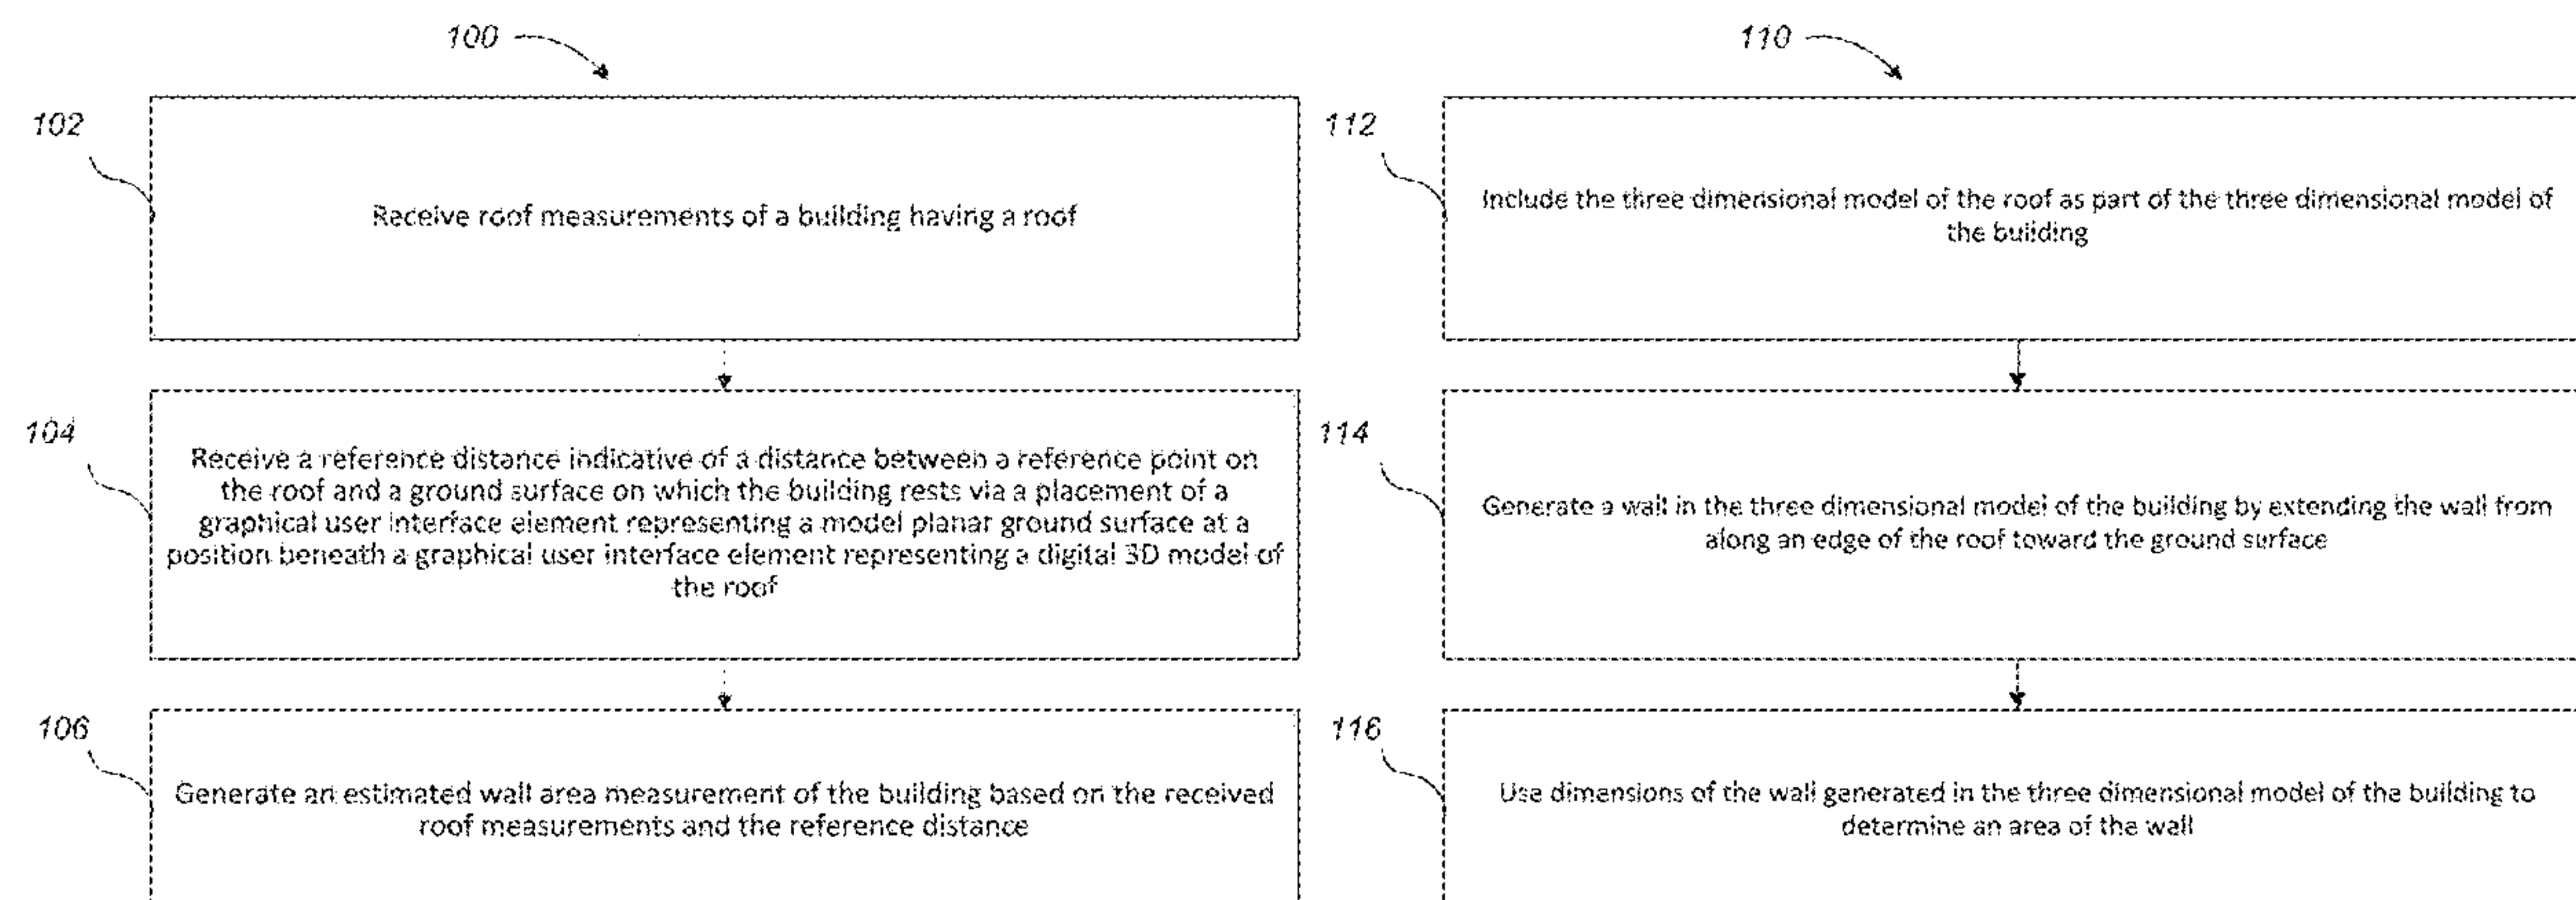 100
102
Receive roof measurements of a building having a roof
104
Receive a reference distance indicative of a distance between a reference point on
the roof and a ground surface on which the building rests via a placement of a
graphical user interface element representing a model planar ground surface at a
position beneath a graphical user interface element representing a digital 3D model of
the roof
106
Generate an estimated wall area measurement of the building based on the received
roof measurements and the reference distance
110
112
Include the three dimensional model of the roof as part of the three dimensional model of
the building
114
Generate a wall in the three dimensional model of the building by extending the wall from
along an edge of the roof toward the ground surface
116
Use dimensions of the wall generated in the three dimensional model of the building to
determine an area of the wall